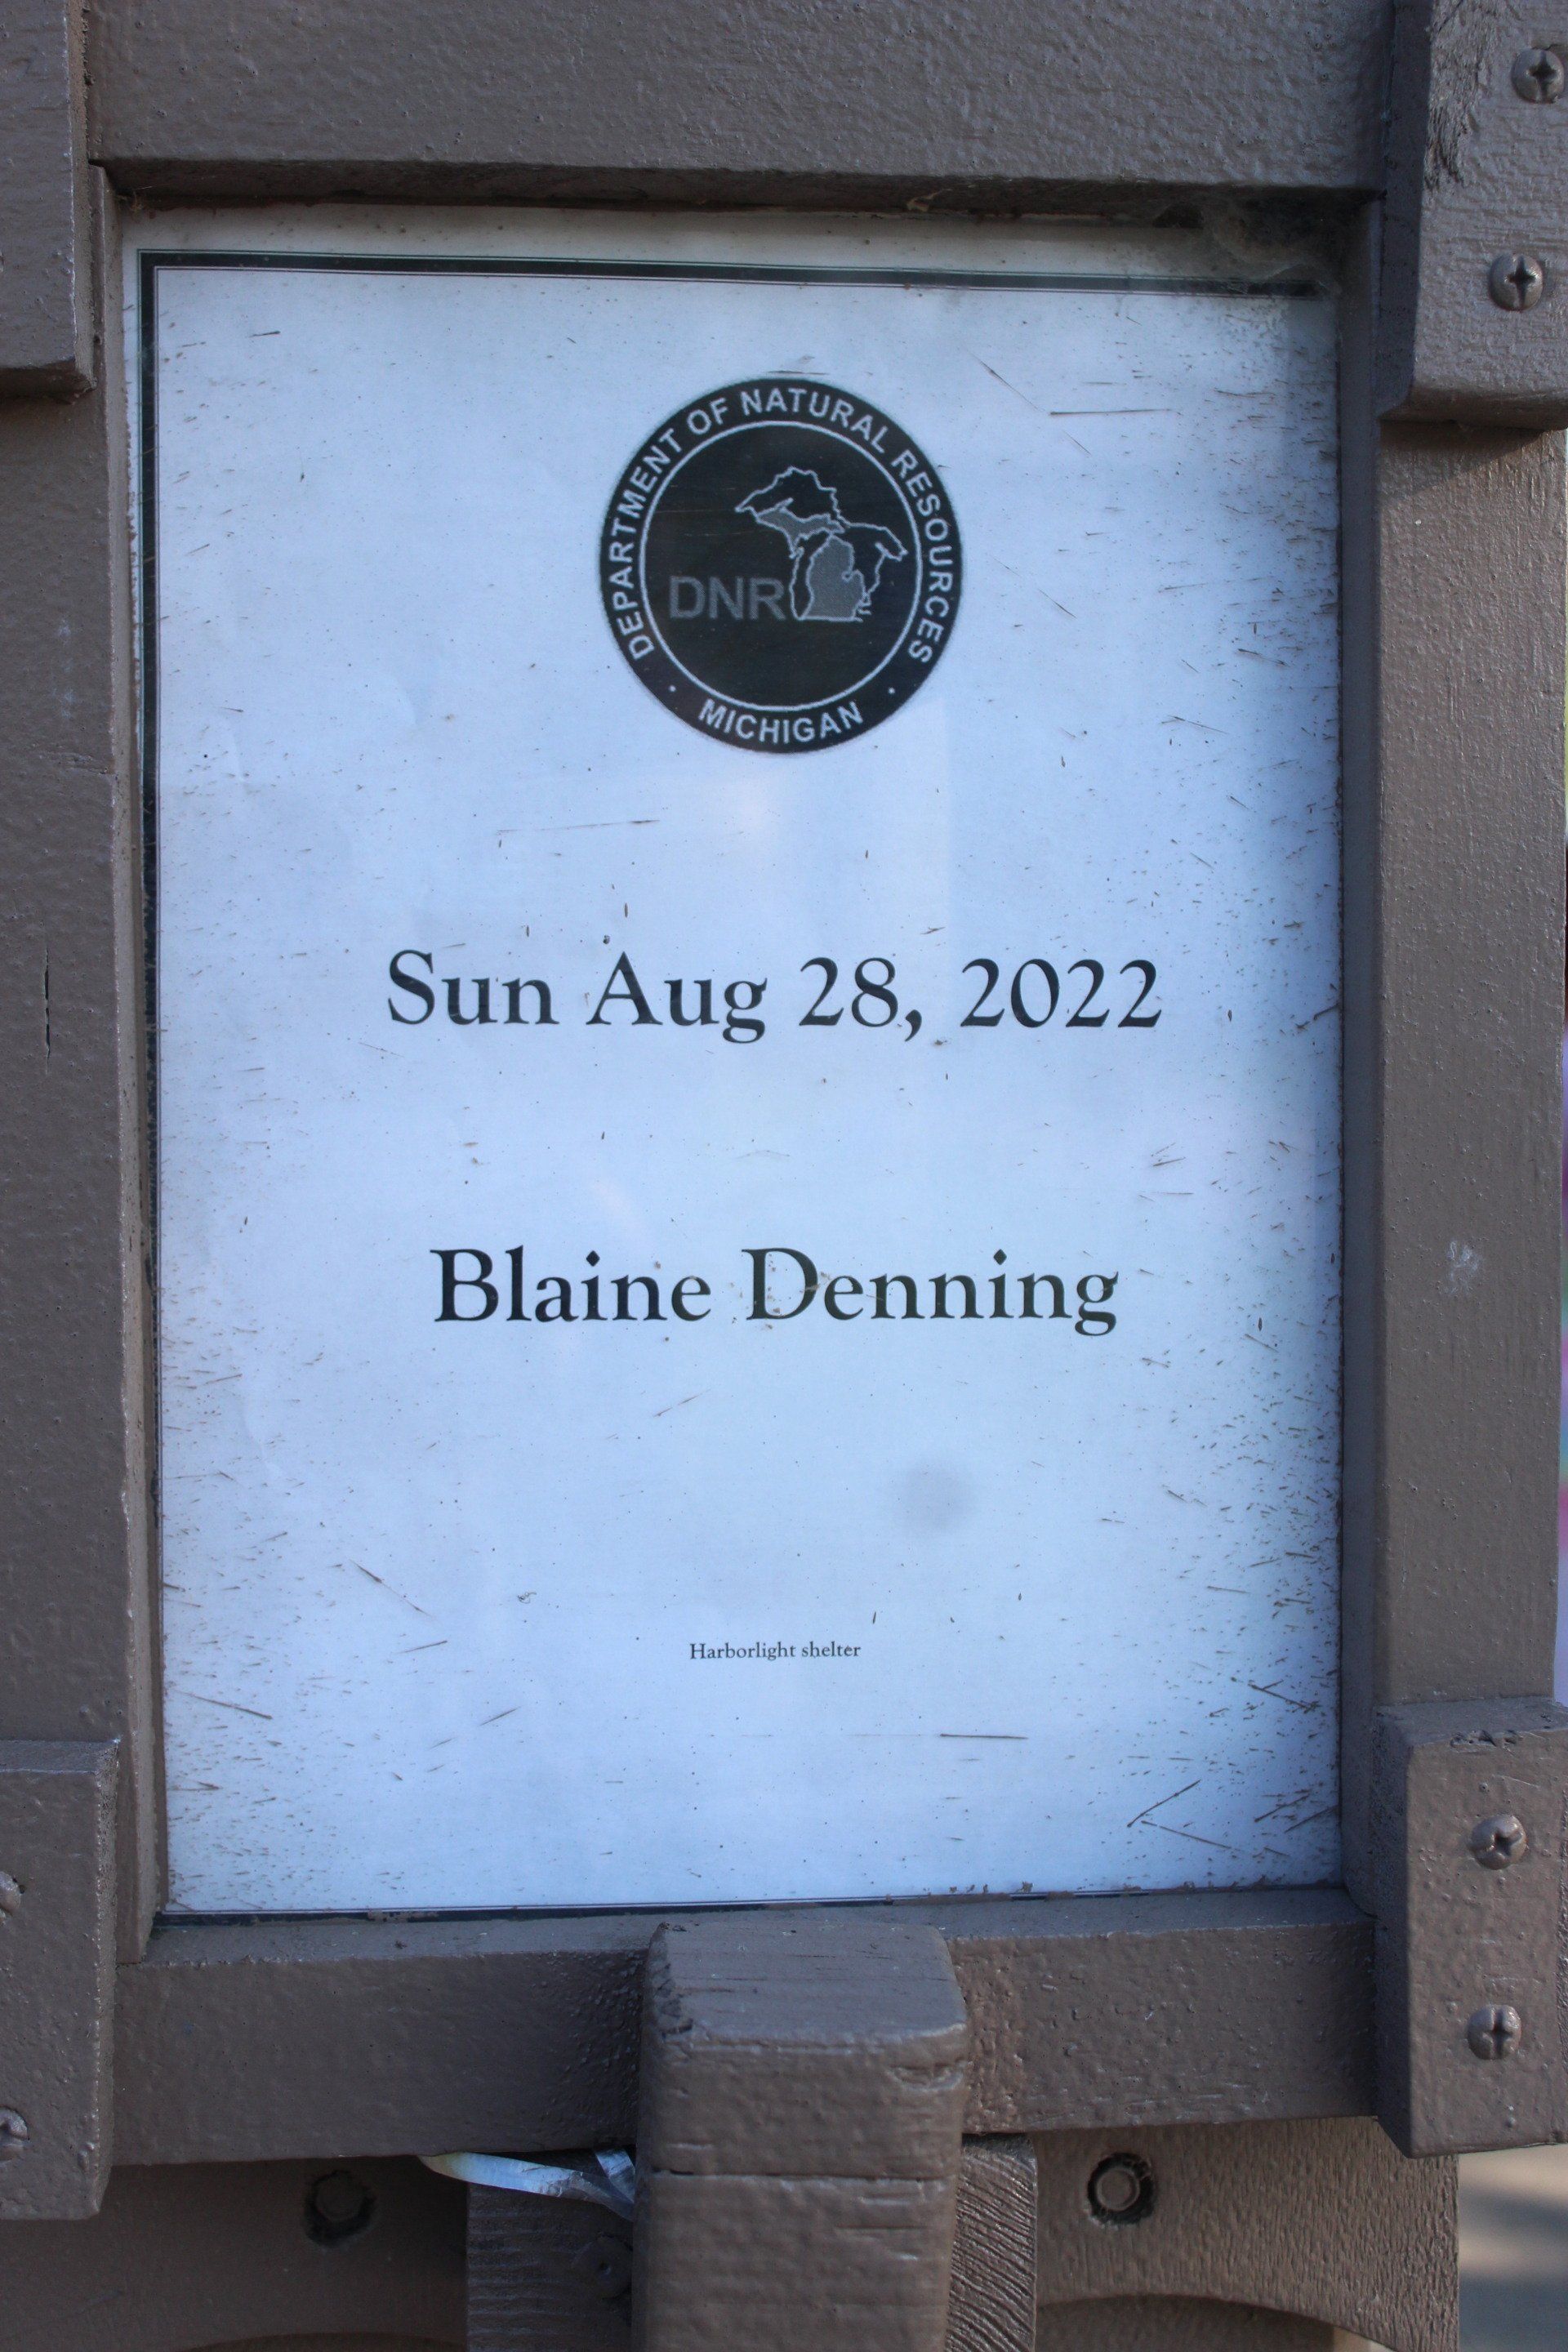 DEPARTMENT OF NATURAL RESOURCES
DNR
· MICHIGAN ·
Sun Aug 28, 2022
Blaine Denning
Harborlight shelter